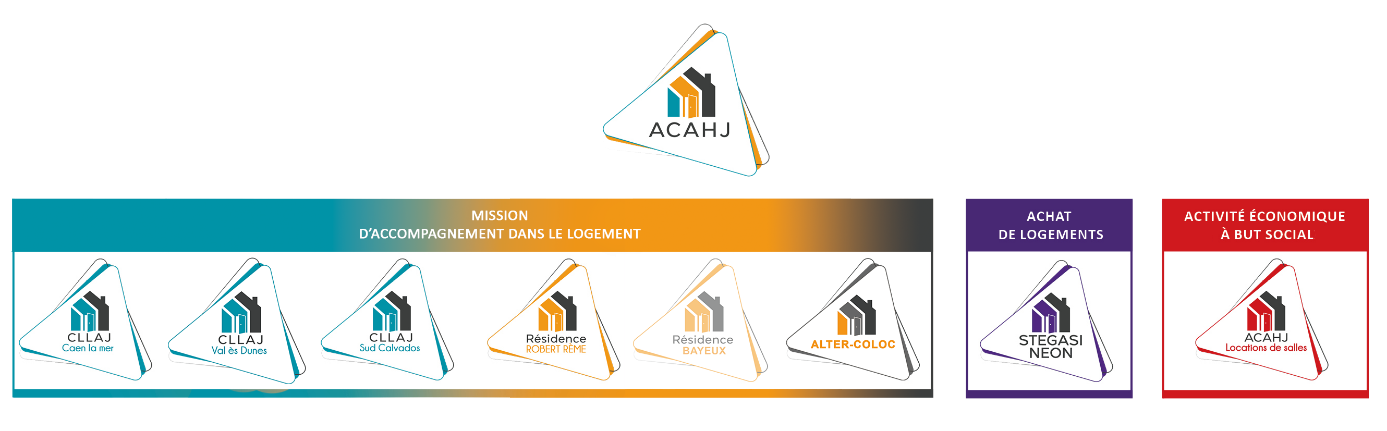 ACAHJ
MISSION
D'ACCOMPAGNEMENT DANS LE LOGEMENT
CLLAJ
Caen la mer
CLLAJ
Val ès Dunes
CLLAJ
Sud Calvados
Résidence
ROBERT RÈME
Résidence
BAYEUX
ALTER-COLOC
ACHAT
DE LOGEMENTS
STEGASI
NEON
ACTIVITÉ ÉCONOMIQUE
À BUT SOCIAL
ACAHJ
Locations de salles